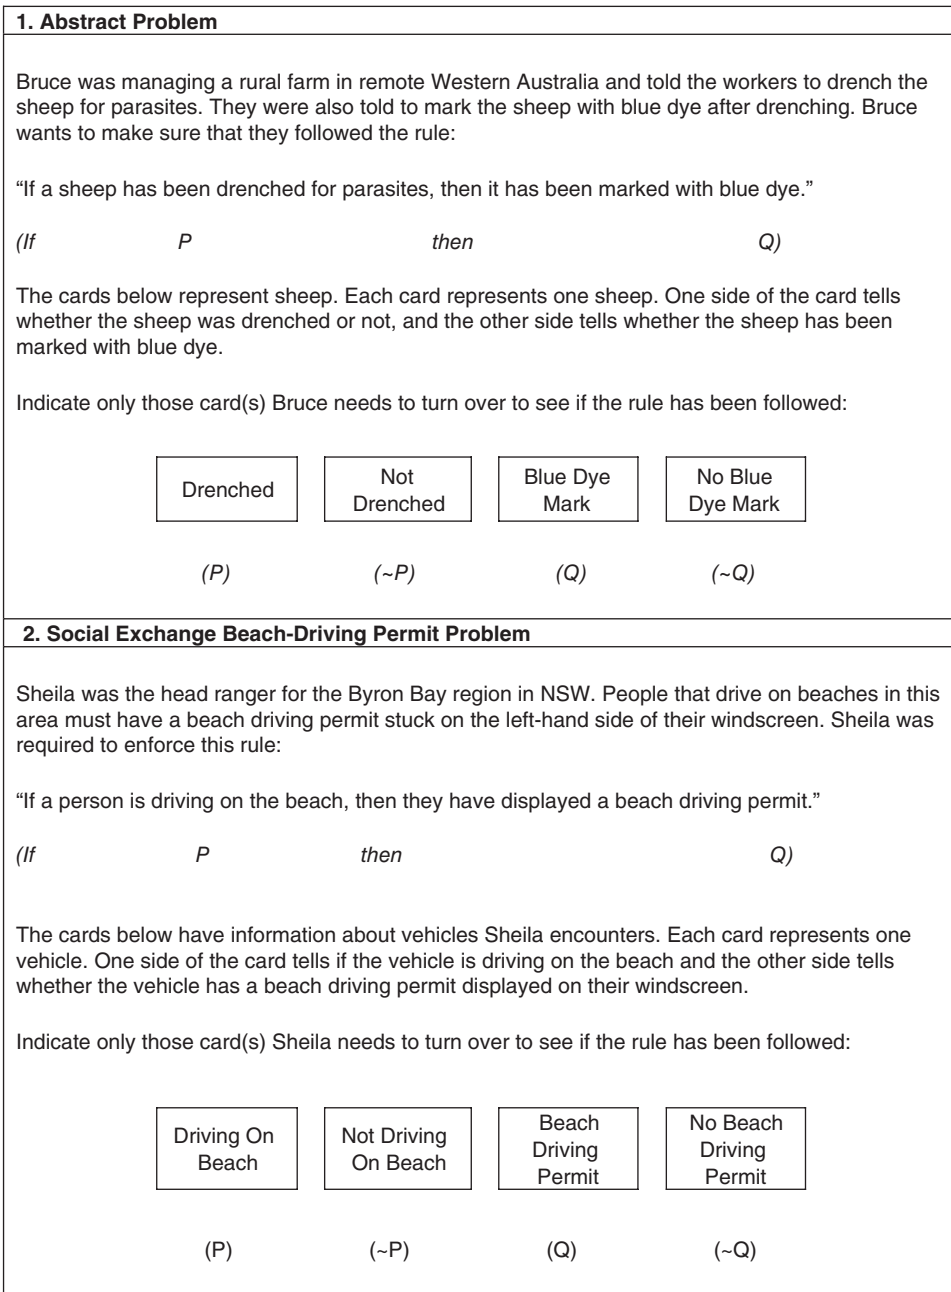 1. Abstract Problem
Bruce was managing a rural farm in remote Western Australia and told the workers to drench the
sheep for parasites. They were also told to mark the sheep with blue dye after drenching. Bruce
wants to make sure that they followed the rule:
“If a sheep has been drenched for parasites, then it has been marked with blue dye.”
(If P then Q)
The cards below represent sheep. Each card represents one sheep. One side of the card tells
whether the sheep was drenched or not, and the other side tells whether the sheep has been
marked with blue dye.
Indicate only those card(s) Bruce needs to turn over to see if the rule has been followed:
Drenched
Not
Drenched
Blue Dye
Mark
No Blue
Dye Mark
(P) (~P) (Q) (~Q)
2. Social Exchange Beach-Driving Permit Problem
Sheila was the head ranger for the Byron Bay region in NSW. People that drive on beaches in this
area must have a beach driving permit stuck on the left-hand side of their windscreen. Sheila was
required to enforce this rule:
“If a person is driving on the beach, then they have displayed a beach driving permit.”
(If P then Q)
The cards below have information about vehicles Sheila encounters. Each card represents one
vehicle. One side of the card tells if the vehicle is driving on the beach and the other side tells
whether the vehicle has a beach driving permit displayed on their windscreen.
Indicate only those card(s) Sheila needs to turn over to see if the rule has been followed:
Driving On
Beach
Not Driving
On Beach
Beach
Driving
Permit
No Beach
Driving
Permit
(P) (~P) (Q) (~Q)